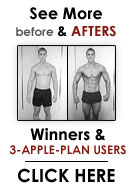 See More
before & AFTERS
Winners &
3-APPLE-PLAN USERS
CLICK HERE